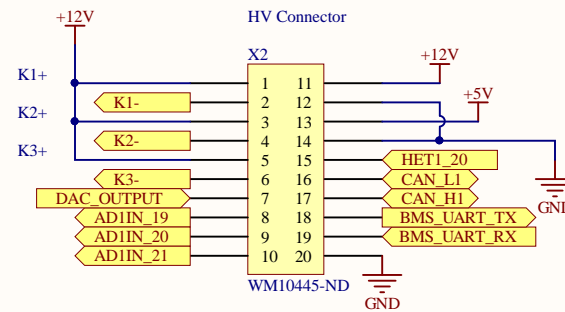 +12V
HV Connector
X2
+12V
K1+
1
11
K1-
2
12
+5V
K2+
3
13
K2-
4
14
K3+
5
15
HET1_20
K3-
6
16
CAN_L1
DAC_OUTPUT
7
17
CAN_H1
GND
AD1IN_19
8
18
BMS_UART_TX
AD1IN_20
9
19
BMS_UART_RX
AD1IN_21
10
20
WM10445-ND
GND